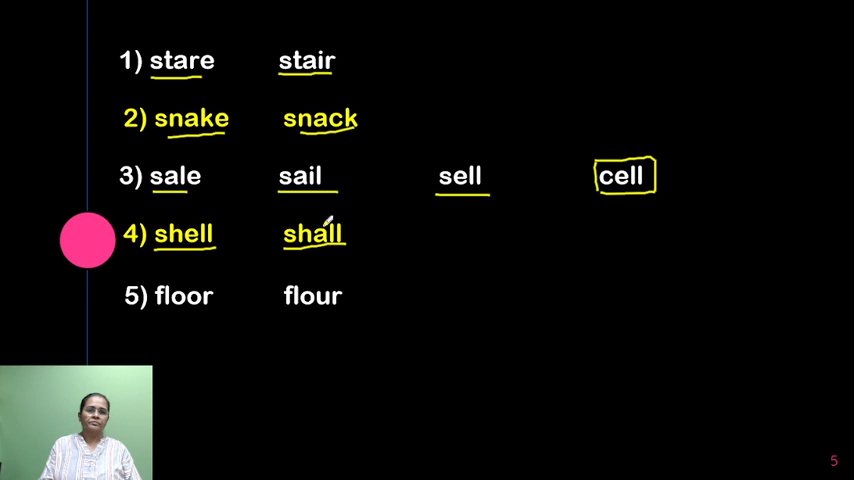 1) stare stair
2) snake snack
3) sale sail sell cell
4) shell shall
5) floor flour
5